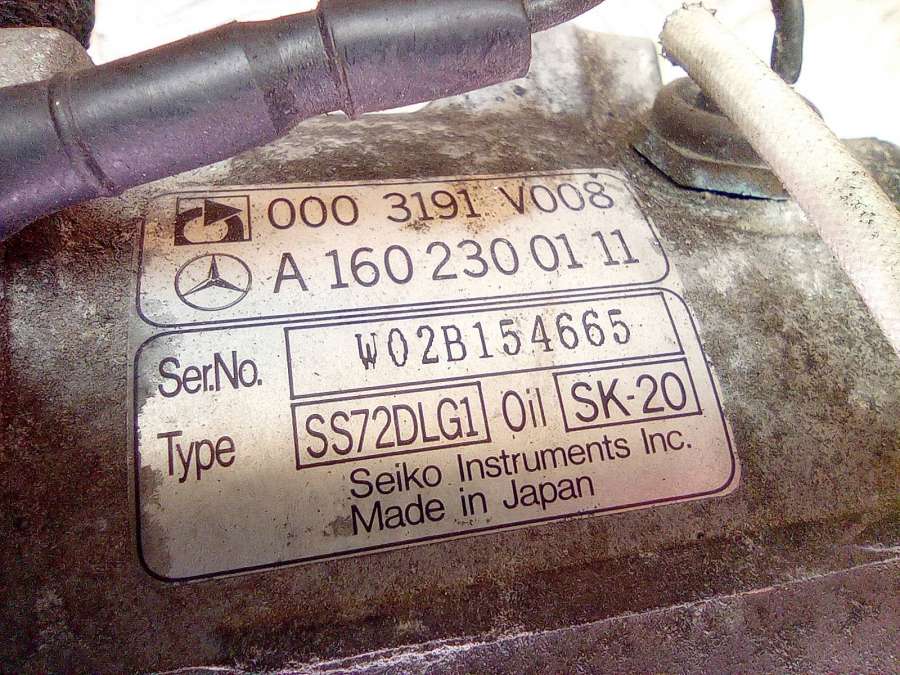 000 3191 V008
A 160 230 01 11
Ser.No. W02B154665
Type SS72DLG1 Oil SK-20
Seiko Instruments Inc.
Made in Japan